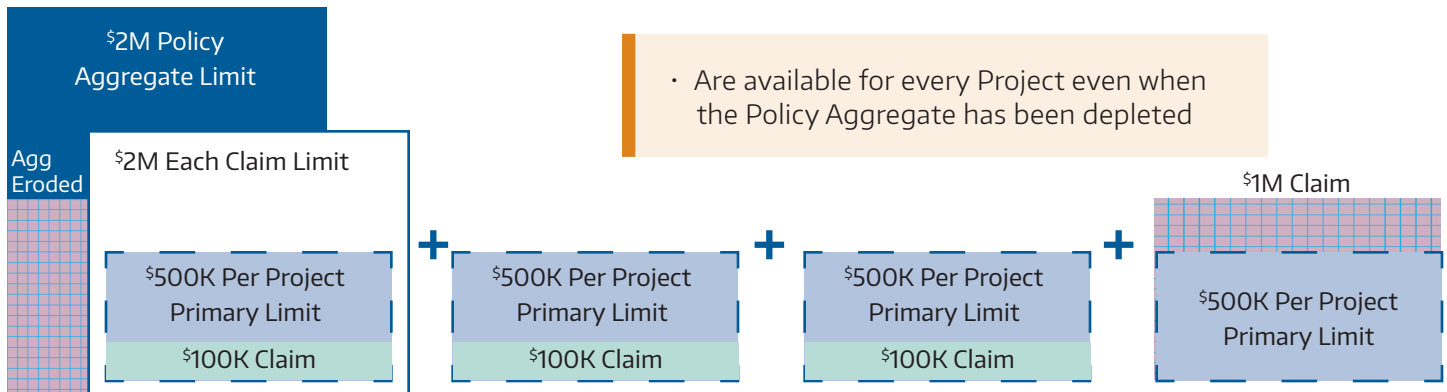 $2M Policy
Aggregate Limit
• Are available for every Project even when
the Policy Aggregate has been depleted
Agg
Eroded
$2M Each Claim Limit
$1M Claim
+
+
+
$500K Per Project
Primary Limit
$100K Claim
$500K Per Project
Primary Limit
$100K Claim
$500K Per Project
Primary Limit
$100K Claim
$500K Per Project
Primary Limit